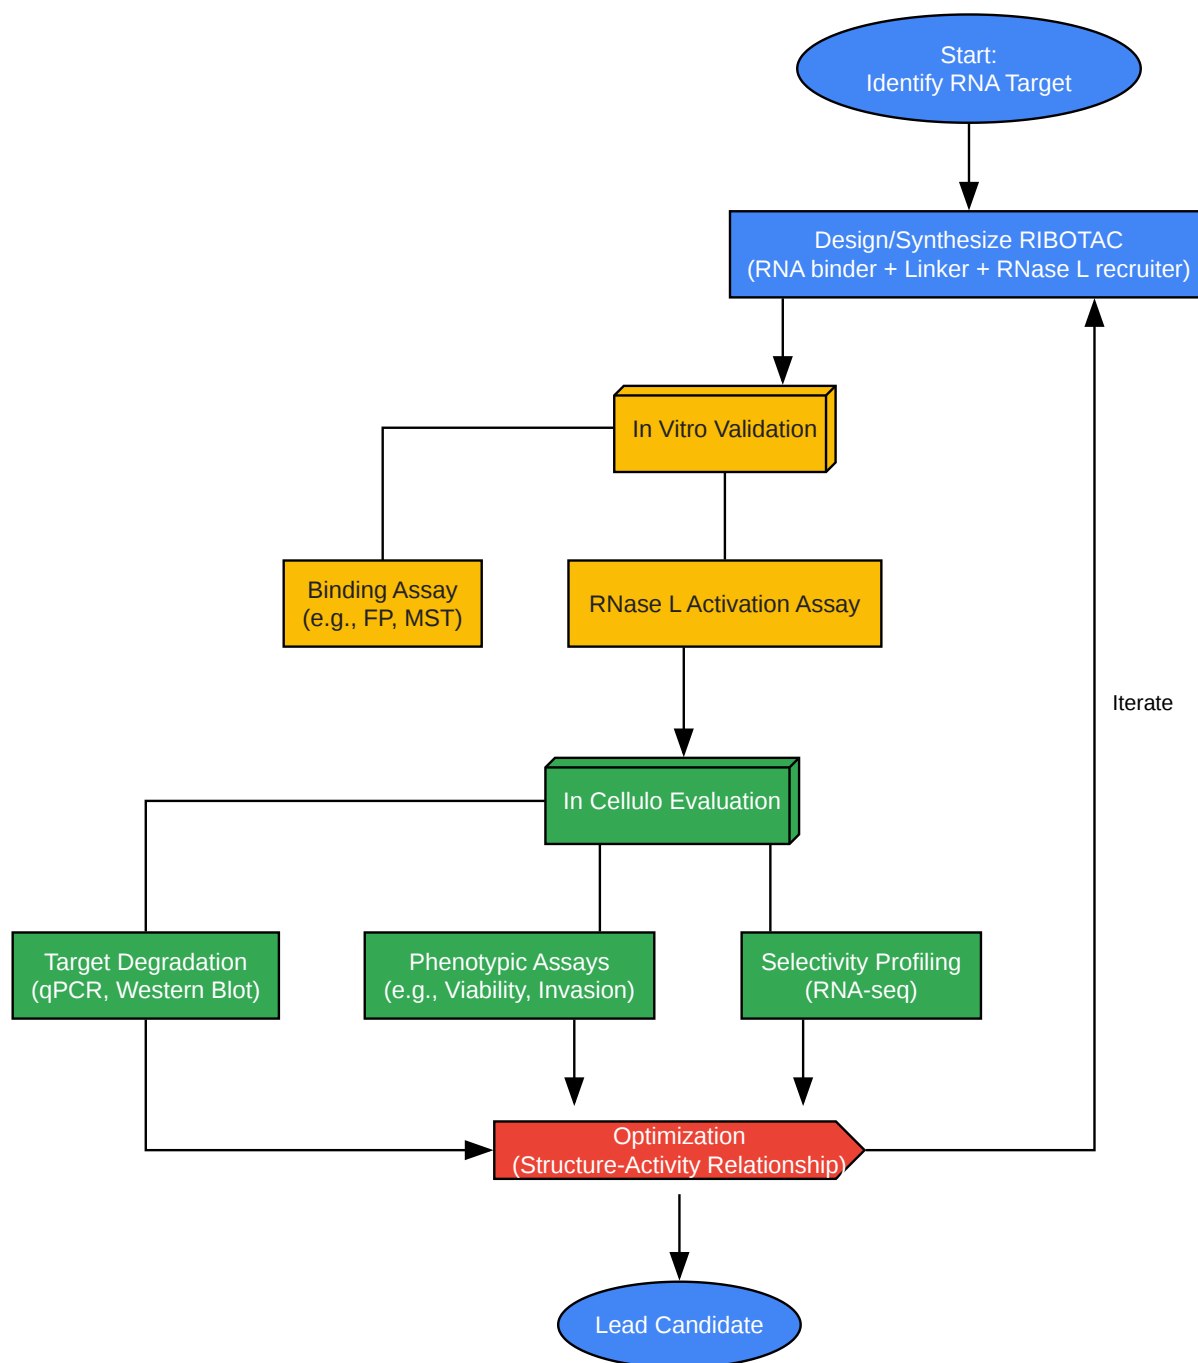 Start:
Identify RNA Target
Design/Synthesize RIBOTAC
(RNA binder + Linker + RNase L recruiter)
In Vitro Validation
Binding Assay
(e.g., FP, MST)
RNase L Activation Assay
Iterate
In Cellulo Evaluation
Target Degradation
(qPCR, Western Blot)
Phenotypic Assays
(e.g., Viability, Invasion)
Selectivity Profiling
(RNA-seq)
Optimization
(Structure-Activity Relationship)
Lead Candidate